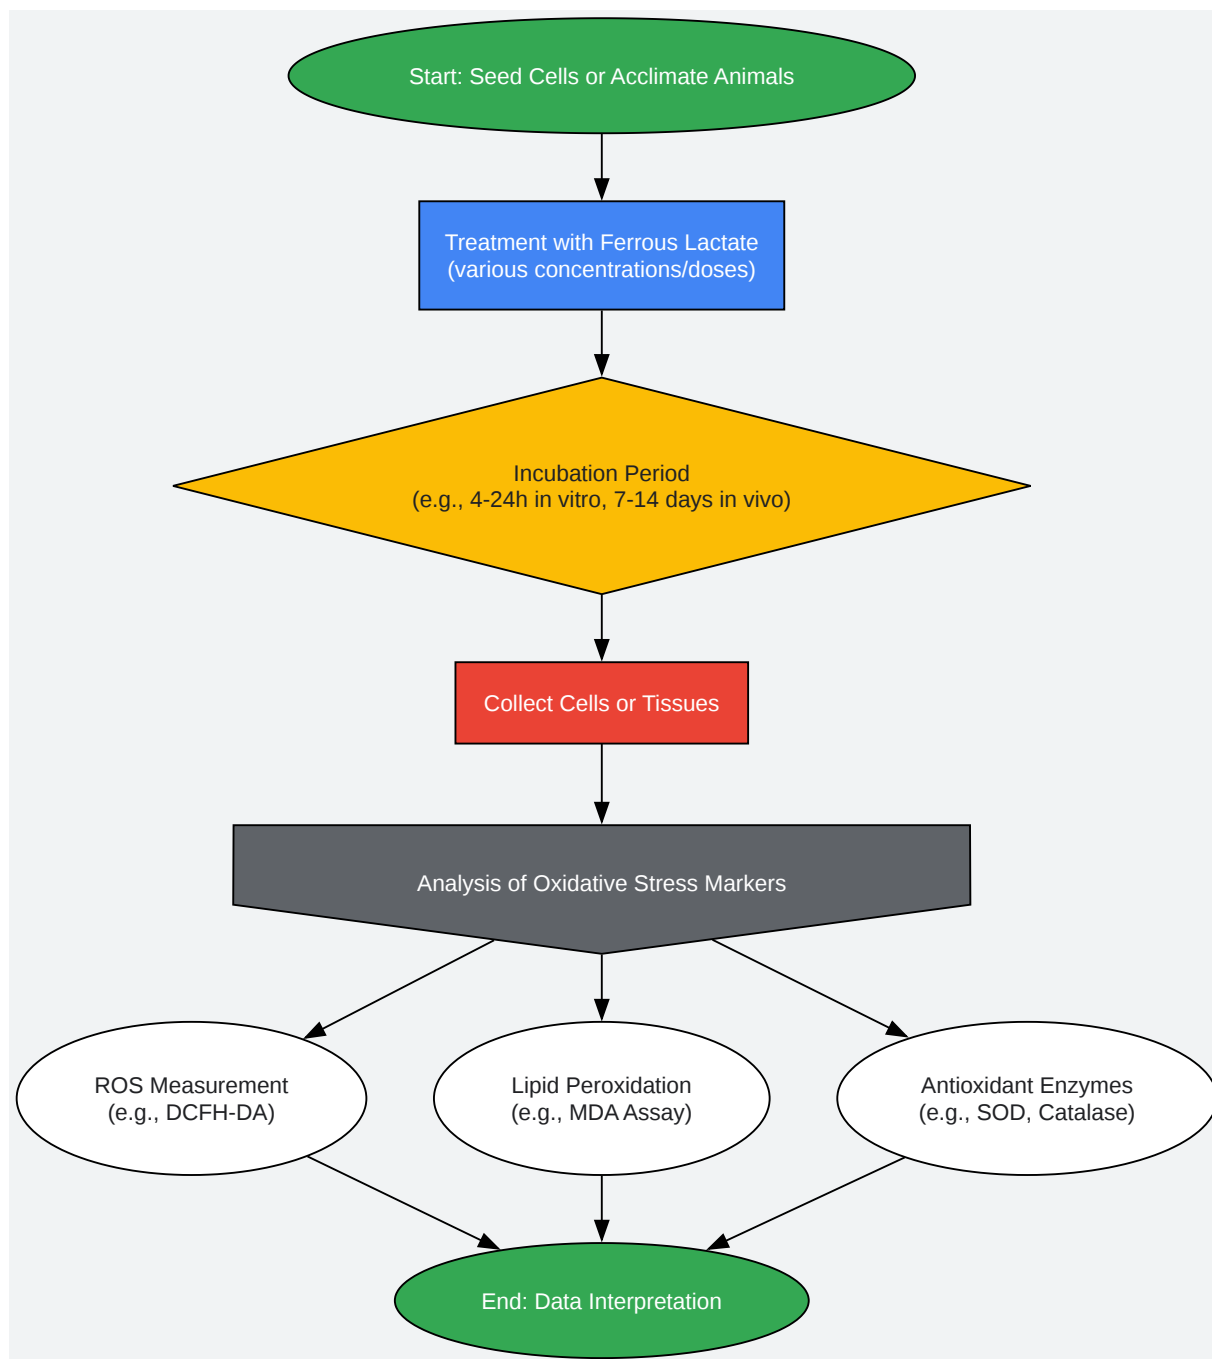 Start: Seed Cells or Acclimate Animals
Treatment with Ferrous Lactate
(various concentrations/doses)
Incubation Period
(e.g., 4-24h in vitro, 7-14 days in vivo)
Collect Cells or Tissues
Analysis of Oxidative Stress Markers
ROS Measurement
(e.g., DCFH-DA)
Lipid Peroxidation
(e.g., MDA Assay)
Antioxidant Enzymes
(e.g., SOD, Catalase)
End: Data Interpretation